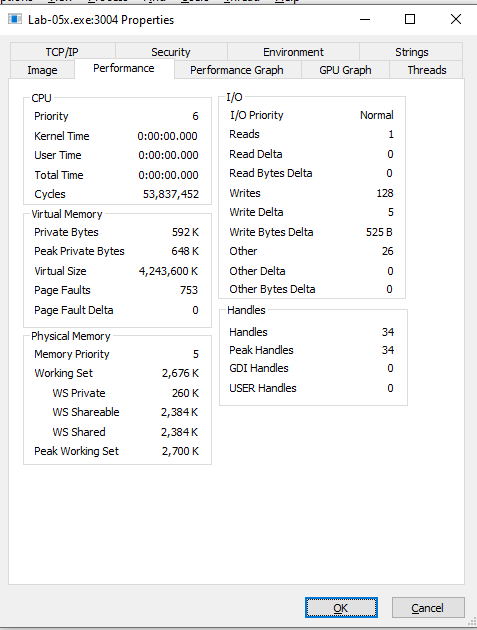 Lab-05x.exe:3004 Properties
TCP/IP Security Environment Strings
Image Performance Performance Graph GPU Graph Threads
CPU
Priority 6
Kernel Time 0:00:00.000
User Time 0:00:00.000
Total Time 0:00:00.000
Cycles 53,837,452
Virtual Memory
Private Bytes 592 K
Peak Private Bytes 648 K
Virtual Size 4,243,600 K
Page Faults 753
Page Fault Delta 0
Physical Memory
Memory Priority 5
Working Set 2,676 K
WS Private 260 K
WS Shareable 2,384 K
WS Shared 2,384 K
Peak Working Set 2,700 K
I/O
I/O Priority Normal
Reads 1
Read Delta 0
Read Bytes Delta 0
Writes 128
Write Delta 5
Write Bytes Delta 525 B
Other 26
Other Delta 0
Other Bytes Delta 0
Handles
Handles 34
Peak Handles 34
GDI Handles 0
USER Handles 0
OK Cancel